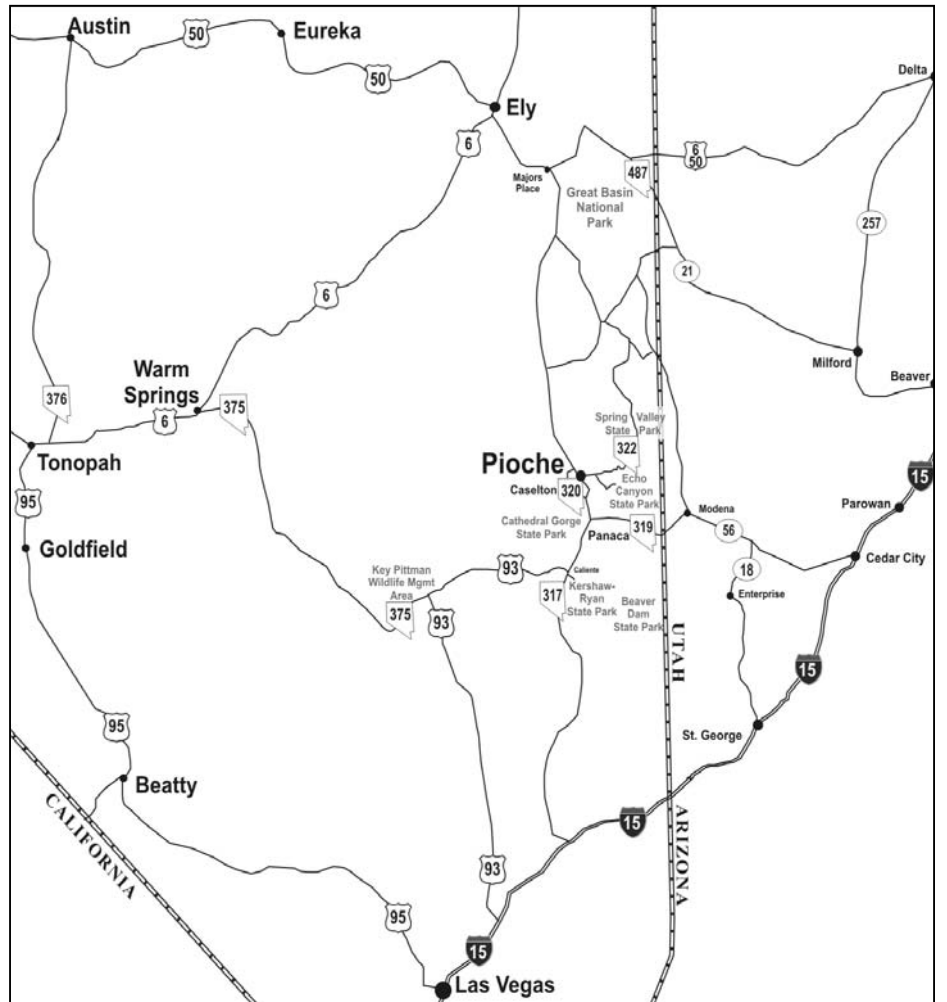 Austin
50
Eureka
50
Delta
Ely
6
6
50
Majors
Place
487
Great Basin
National
Park
257
21
6
Milford
Beaver
Warm
Springs
376
375
6
Tonopah
Spring Valley
State Park
322
Pioche
15
95
Caselton
320
Echo
Canyon
State Park
Parowan
Modena
Cathedral Gorge
State Park
Panaca
319
56
Goldfield
Cedar City
93
Caliente
18
Key Pittman
Wildlife Mgmt
Area
375
93
317
Kershaw-
Ryan
State Park
Beaver
Dam
State Park
Enterprise
UTAH
15
95
St. George
Beatty
CALIFORNIA
15
ARIZONA
93
95
15
Las Vegas